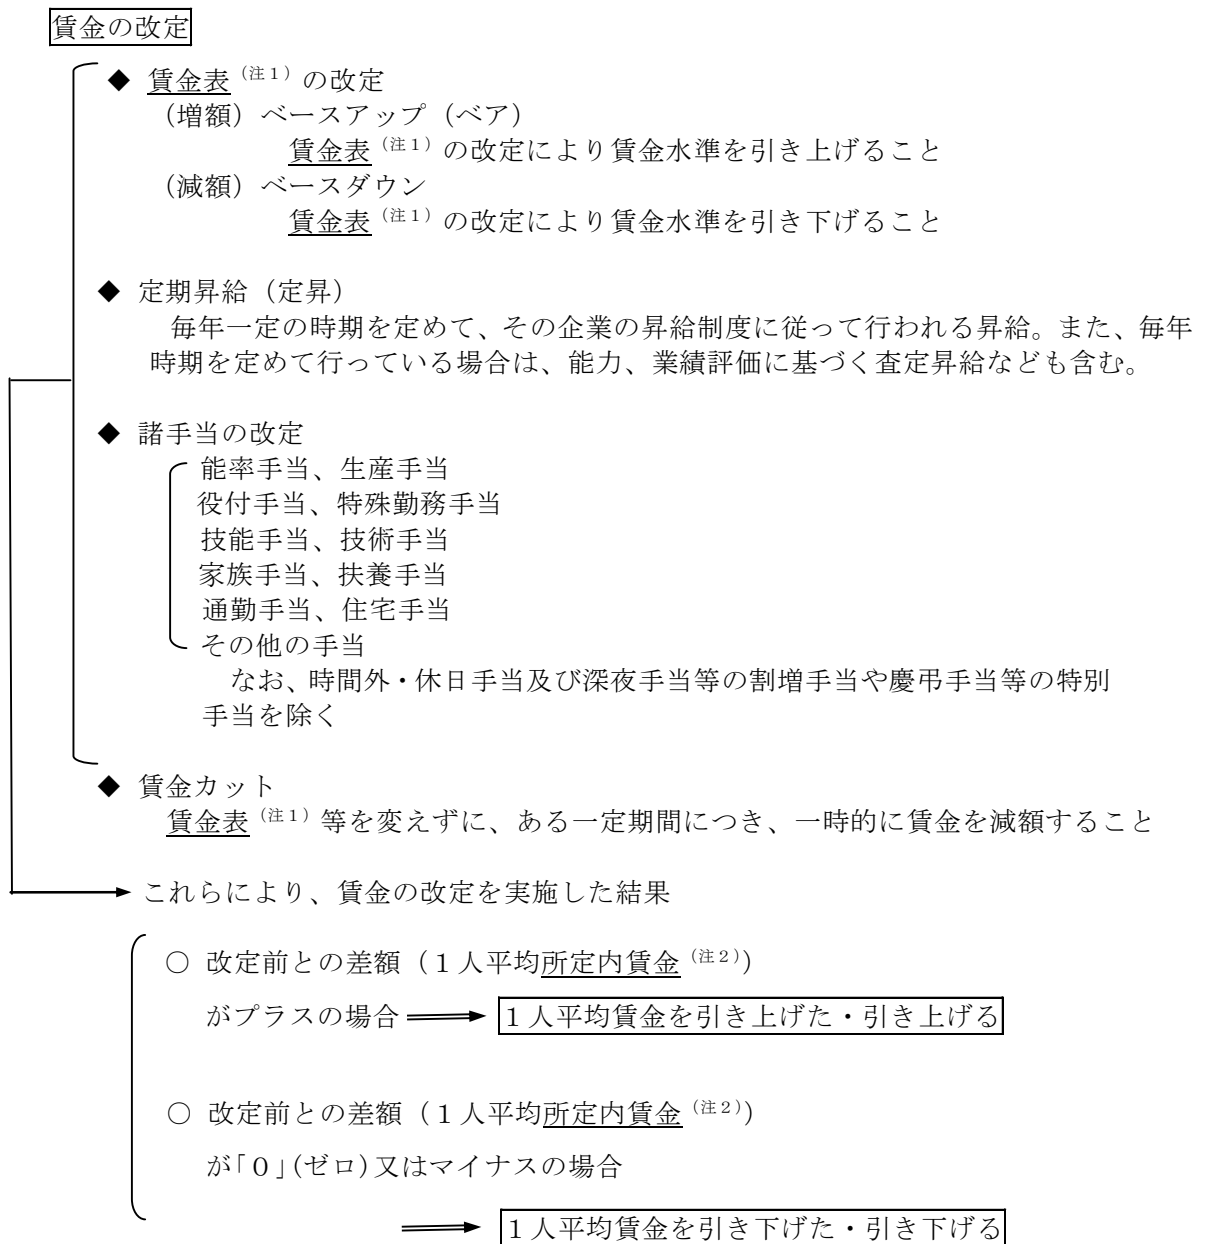 賃金の改定
◆ 賃金表(注1)の改定
(増額)ベースアップ(ベア)
賃金表(注1)の改定により賃金水準を引き上げること
(減額)ベースダウン
賃金表(注1)の改定により賃金水準を引き下げること
◆ 定期昇給(定昇)
毎年一定の時期を定めて、その企業の昇給制度に従って行われる昇給。また、毎年
時期を定めて行っている場合は、能力、業績評価に基づく査定昇給なども含む。
◆ 諸手当の改定
能率手当、生産手当
役付手当、特殊勤務手当
技能手当、技術手当
家族手当、扶養手当
通勤手当、住宅手当
その他の手当
なお、時間外・休日手当及び深夜手当等の割増手当や慶弔手当等の特別
手当を除く
◆ 賃金カット
賃金表(注1)等を変えずに、ある一定期間につき、一時的に賃金を減額すること
これらにより、賃金の改定を実施した結果
○ 改定前との差額(1人平均所定内賃金(注2))
がプラスの場合 1人平均賃金を引き上げた・引き上げる
○ 改定前との差額(1人平均所定内賃金(注2))
が「0」(ゼロ)又はマイナスの場合
1人平均賃金を引き下げた・引き下げる